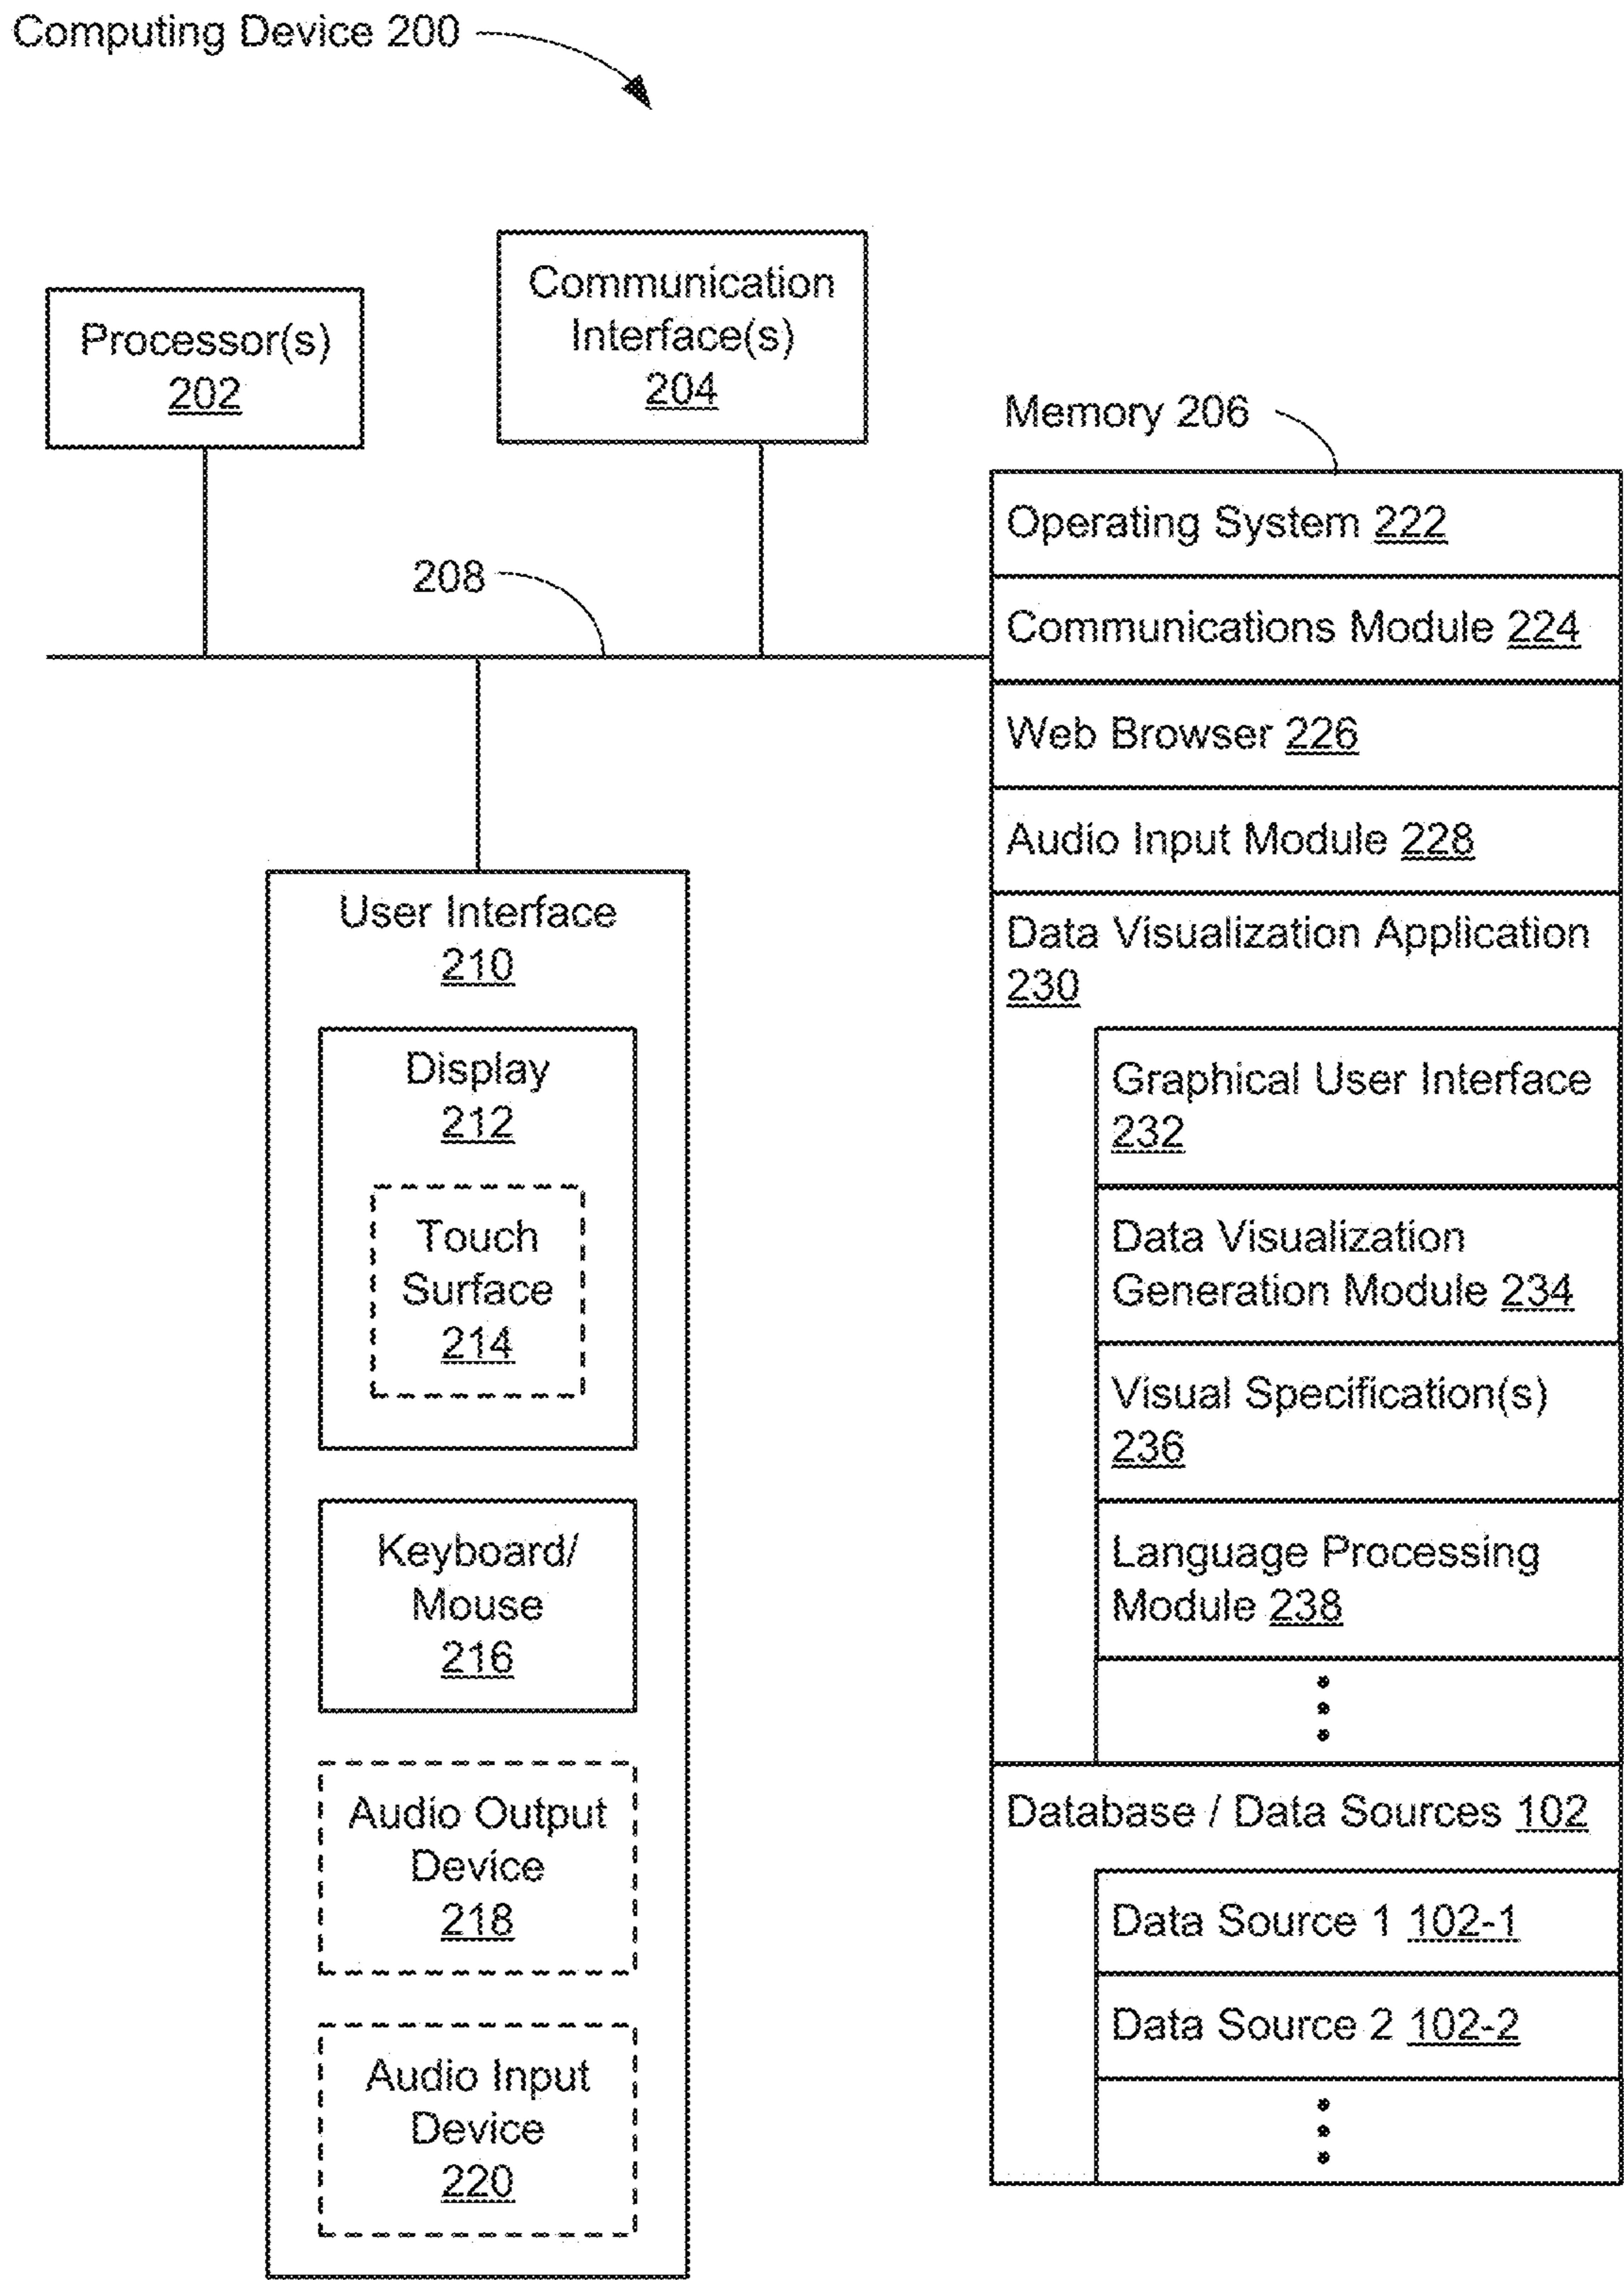 Computing Device 200
Processor(s)
202
Communication
Interface(s)
204
208
User Interface
210
Display
212
Touch
Surface
214
Keyboard/
Mouse
216
Audio Output
Device
218
Audio Input
Device
220
Memory 206
Operating System 222
Communications Module 224
Web Browser 226
Audio Input Module 228
Data Visualization Application
230
Graphical User Interface
232
Data Visualization
Generation Module 234
Visual Specification(s)
236
Language Processing
Module 238
Database / Data Sources 102
Data Source 1 102-1
Data Source 2 102-2